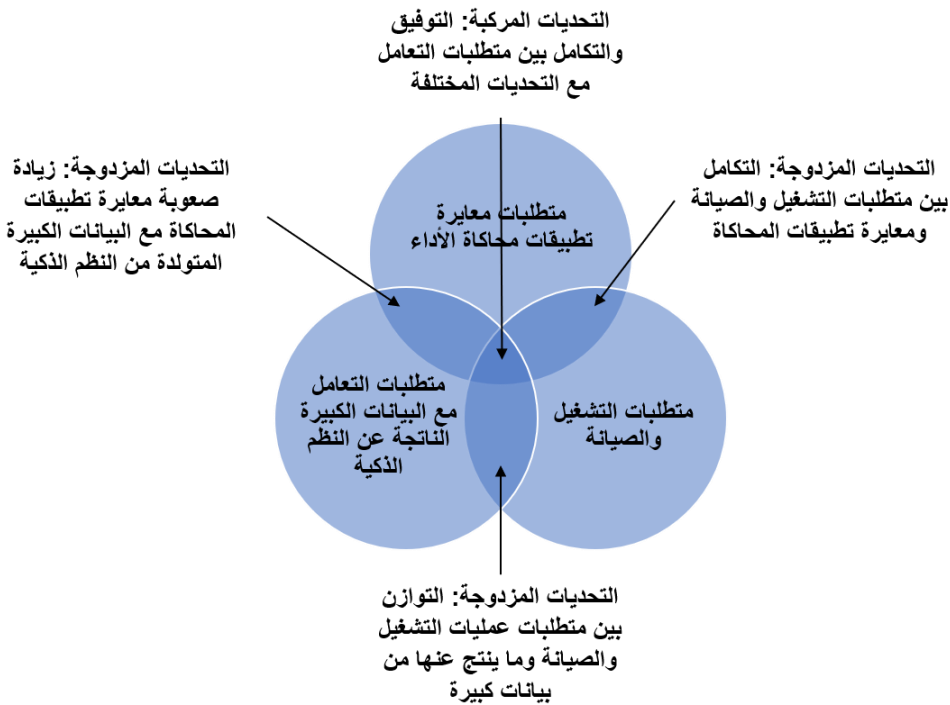 التحديات المركبة: التوفيق
والتكامل بين متطلبات التعامل
مع التحديات المختلفة
التحديات المزدوجة: التكامل
بين متطلبات التشغيل والصيانة
ومعايرة تطبيقات المحاكاة
التحديات المزدوجة: زيادة
صعوبة معايرة تطبيقات
المحاكاة مع البيانات الكبيرة
المتولدة من النظم الذكية
متطلبات معايرة
تطبيقات محاكاة الأداء
متطلبات التشغيل
والصيانة
متطلبات التعامل
مع البيانات الكبيرة
الناتجة عن النظم
الذكية
التحديات المزدوجة: التوازن
بين متطلبات عمليات التشغيل
والصيانة وما ينتج عنها من
بيانات كبيرة